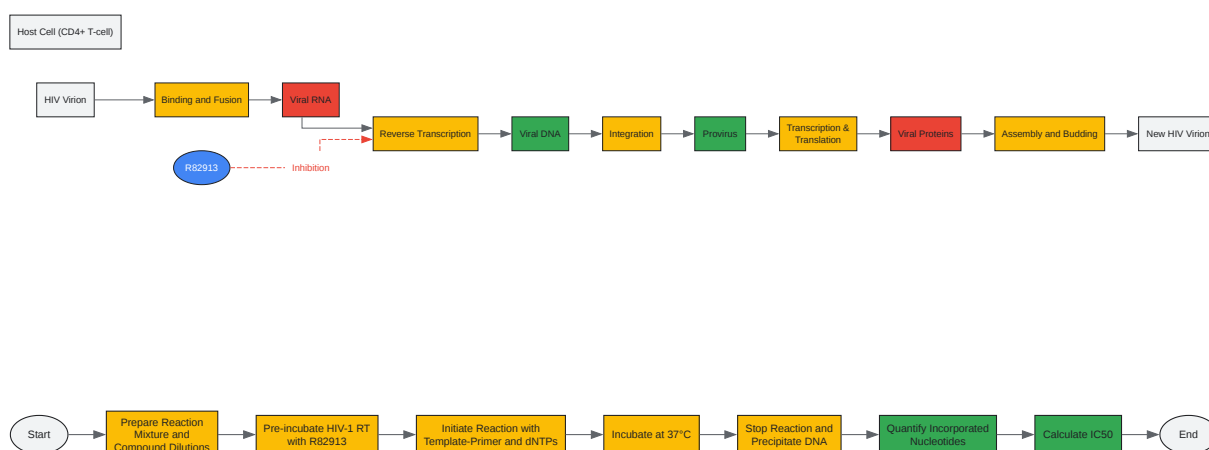 Host Cell (CD4+ T-cell)
HIV Virion
Binding and Fusion
Viral RNA
Reverse Transcription
Viral DNA
Integration
Provirus
Transcription &
Translation
Viral Proteins
Assembly and Budding
New HIV Virion
R82913
Inhibition
Start
Prepare Reaction
Mixture and
Compound Dilutions
Pre-incubate HIV-1 RT
with R82913
Initiate Reaction with
Template-Primer and dNTPs
Incubate at 37°C
Stop Reaction and
Precipitate DNA
Quantify Incorporated
Nucleotides
Calculate IC50
End